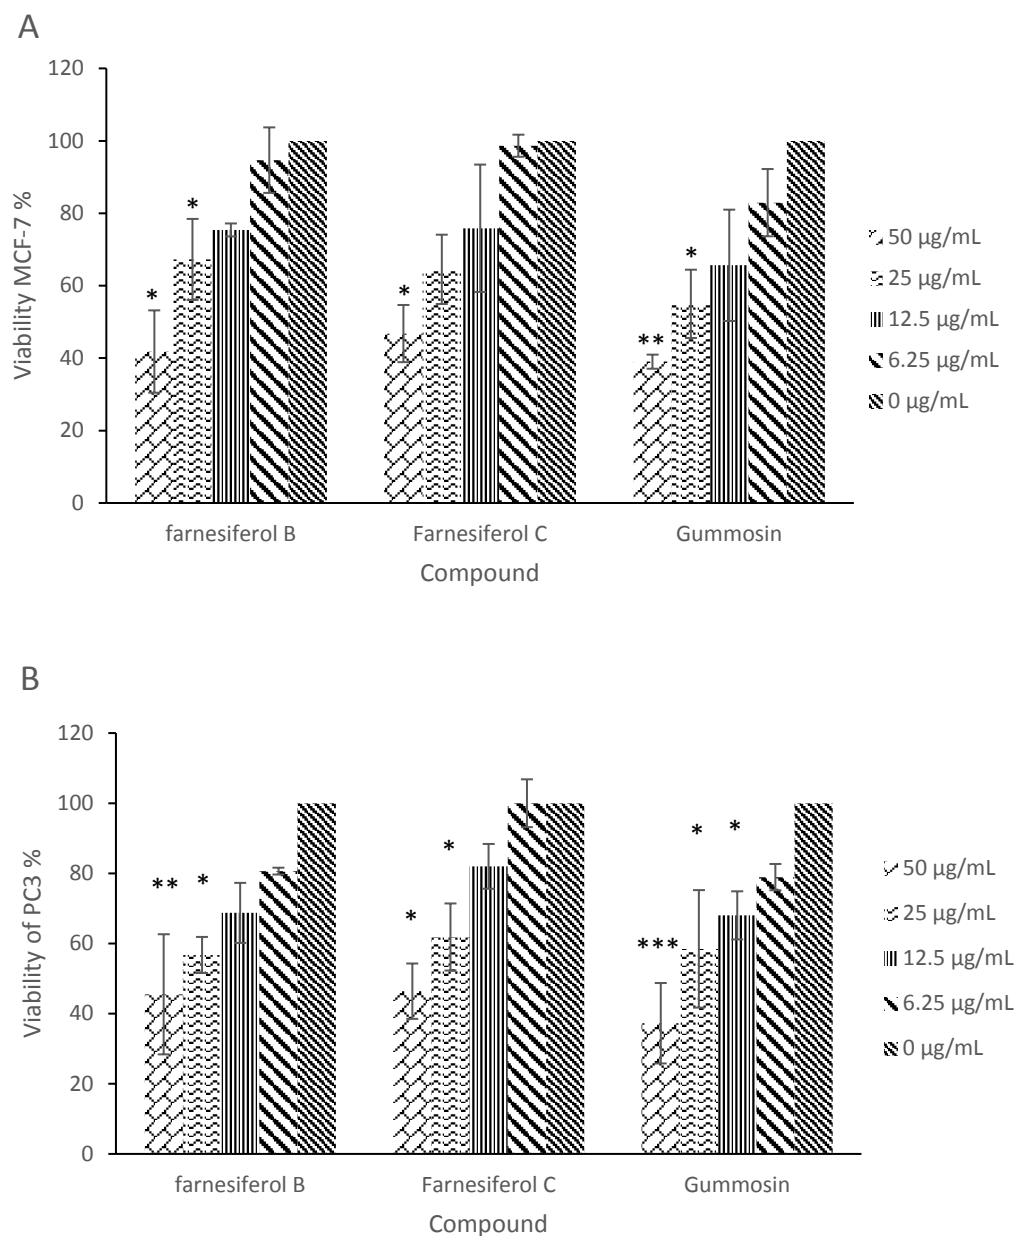 A
120
100
80
60
40
20
0
Viability MCF-7 %
*
*
*
**
*
farnesiferol B
Farnesiferol C
Gummosin
Compound
50 µg/mL
25 µg/mL
12.5 µg/mL
6.25 µg/mL
0 µg/mL
B
120
100
80
60
40
20
0
Viability of PC3 %
**
*
*
*
***
*
*
farnesiferol B
Farnesiferol C
Gummosin
Compound
50 µg/mL
25 µg/mL
12.5 µg/mL
6.25 µg/mL
0 µg/mL